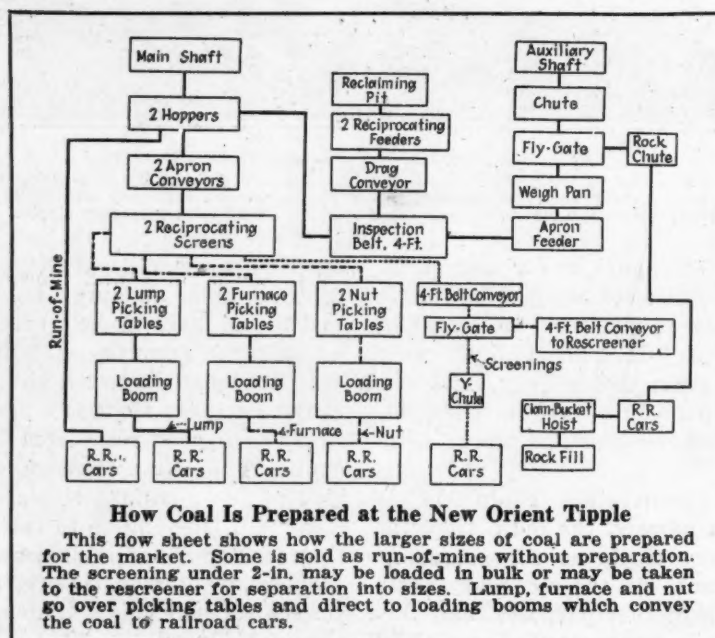 Main Shaft
Auxiliary
Shaft
Reclaiming
Pit
2 Hoppers
2 Reciprocating
Feeders
Chute
2 Apron
Conveyors
Drag
Conveyor
Fly-Gate
Rock
Chute
Weigh Pan
2 Reciprocating
Screens
Inspection
Belt, 4-Ft.
Apron
Feeder
Run-of-Mine
2 Lump
Picking
Tables
2 Furnace
Picking
Tables
2 Nut
Picking
Tables
4-Ft. Belt Conveyor
Fly-Gate
4-Ft. Belt Conveyor
to Rescreener
Screenings
Loading
Boom
Loading
Boom
Loading
Boom
Y-
Chute
Clam-Bucket
Hoist
R.R.
Cars
Lump
Furnace
Nut
R.R.
Cars
R.R.
Cars
R.R.
Cars
R.R.
Cars
R.R.
Cars
Rock Fill
How Coal Is Prepared at the New Orient Tipple
This flow sheet shows how the larger sizes of coal are prepared
for the market. Some is sold as run-of-mine without preparation.
The screening under 2-in. may be loaded in bulk or may be taken
to the rescreener for separation into sizes. Lump, furnace and nut
go over picking tables and direct to loading booms which convey
the coal to railroad cars.